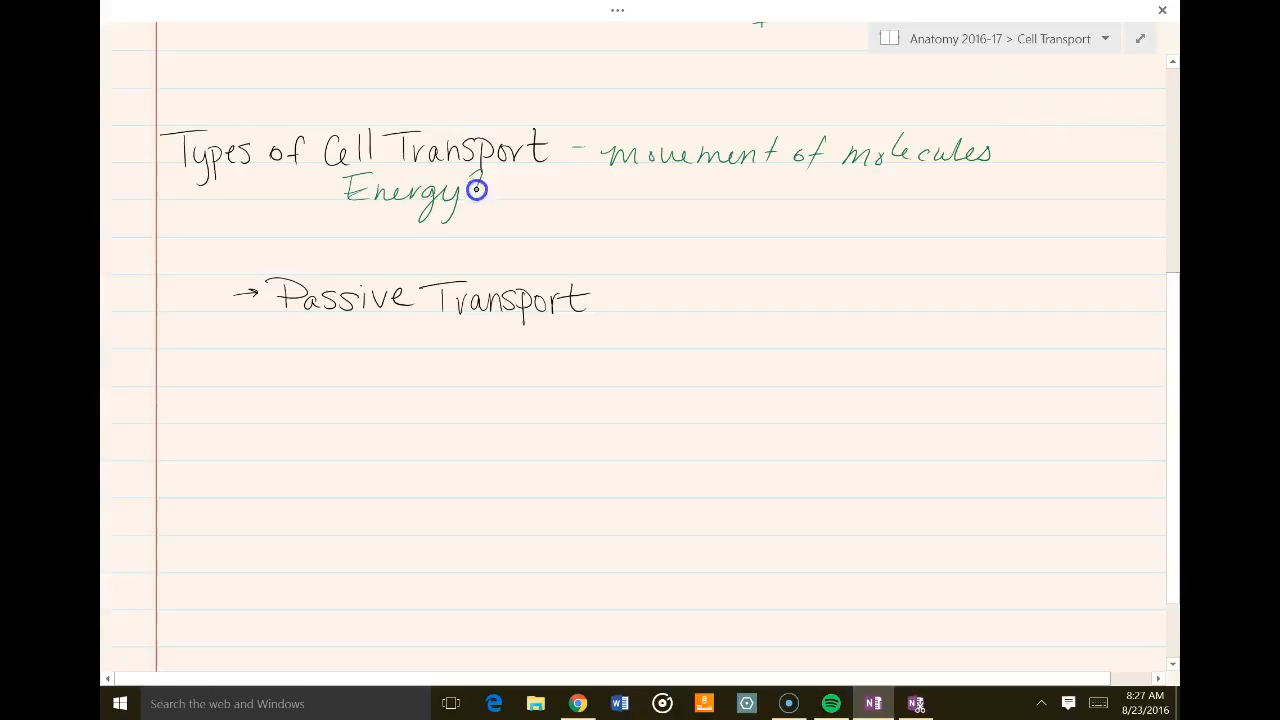 Anatomy 2016-17 > Cell Transport
Types of Cell Transport - movement of molecules
Energy?
→ Passive Transport
Search the web and Windows
8:27 AM
8/23/2016